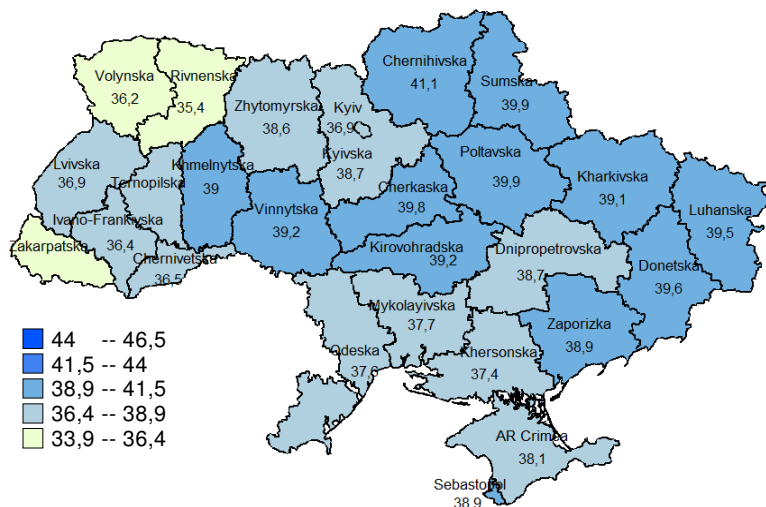 Chernihivska
41,1
Sumska
39,9
Volynska
36,2
Rivnenska
35,4
Zhytomyrska
38,6
Kyiv
36,9
Kyivska
38,7
Lvivska
36,9
Ternopilska
Khmelnytska
39
Vinnytska
39,2
Cherkaska
39,8
Poltavska
39,9
Kharkivska
39,1
Luhanska
39,5
Ivano-Frankivska
36,4
Zakarpatska
Chernivetska
36,5
Kirovohradska
39,2
Dnipropetrovska
38,7
Donetska
39,6
Mykolayivska
37,7
Zaporizka
38,9
Odeska
37,6
Khersonska
37,4
AR Crimea
38,1
Sebastopol
38,9
44 -- 46,5
41,5 -- 44
38,9 -- 41,5
36,4 -- 38,9
33,9 -- 36,4